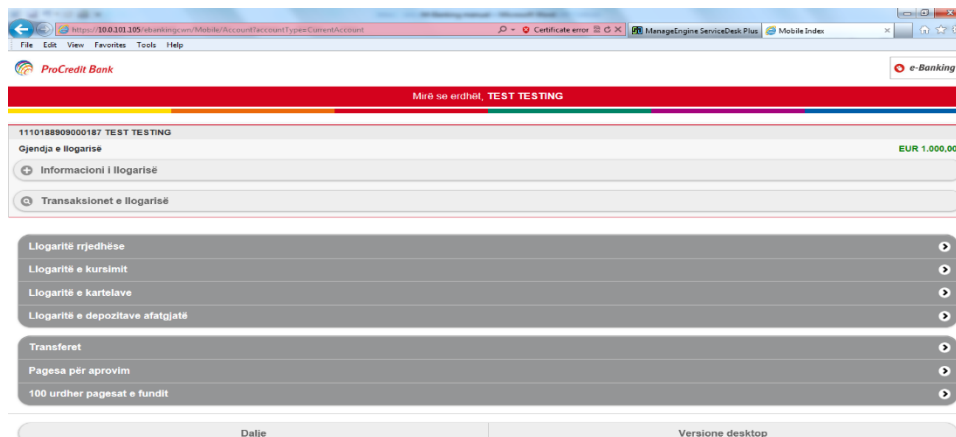 https://10.0.101.105/ebankingcam/Mobile/Account?accountType=CurrentAccount
Certificate error
ManageEngine ServiceDesk Plus
Mobile Index
File Edit View Favorites Tools Help
ProCredit Bank
e-Banking
Mirë se erdhët, TEST TESTING
1110188909000187 TEST TESTING
Gjendja e llogarisë EUR 1.000,00
Informacioni i llogarisë
Transaksionet e llogarisë
Llogaritë rrjedhëse
Llogaritë e kursimit
Llogaritë e kartelave
Llogaritë e depozitave afatgjatë
Transferet
Pagesa për aprovim
100 urdher pagesat e fundit
Dalje Versione desktop